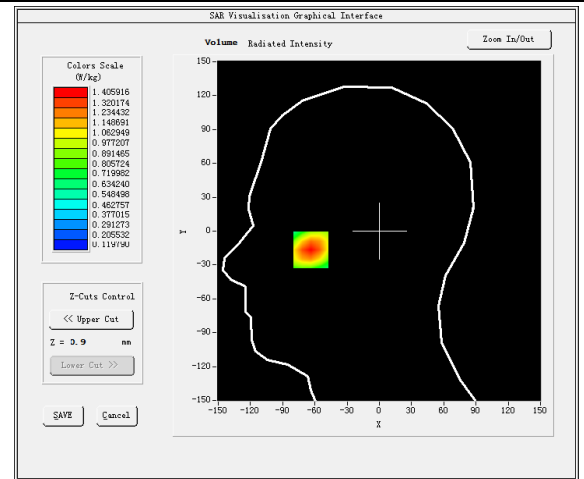 SAR Visualisation Graphical Interface
Volume Radiated Intensity
Zoom In/Out
Colors Scale
(W/kg)
1.405916
1.320174
1.234432
1.148691
1.062949
0.977207
0.891465
0.805724
0.719982
0.634240
0.548498
0.462757
0.377015
0.291273
0.205532
0.119790
150
120
90
60
30
Y
0
-30
-60
-90
-120
-150
-150 -120 -90 -60 -30 0 30 60 90 120 150
X
Z-Cuts Control
<< Upper Cut
Z = 0.9 mm
Lower Cut >>
SAVE Cancel